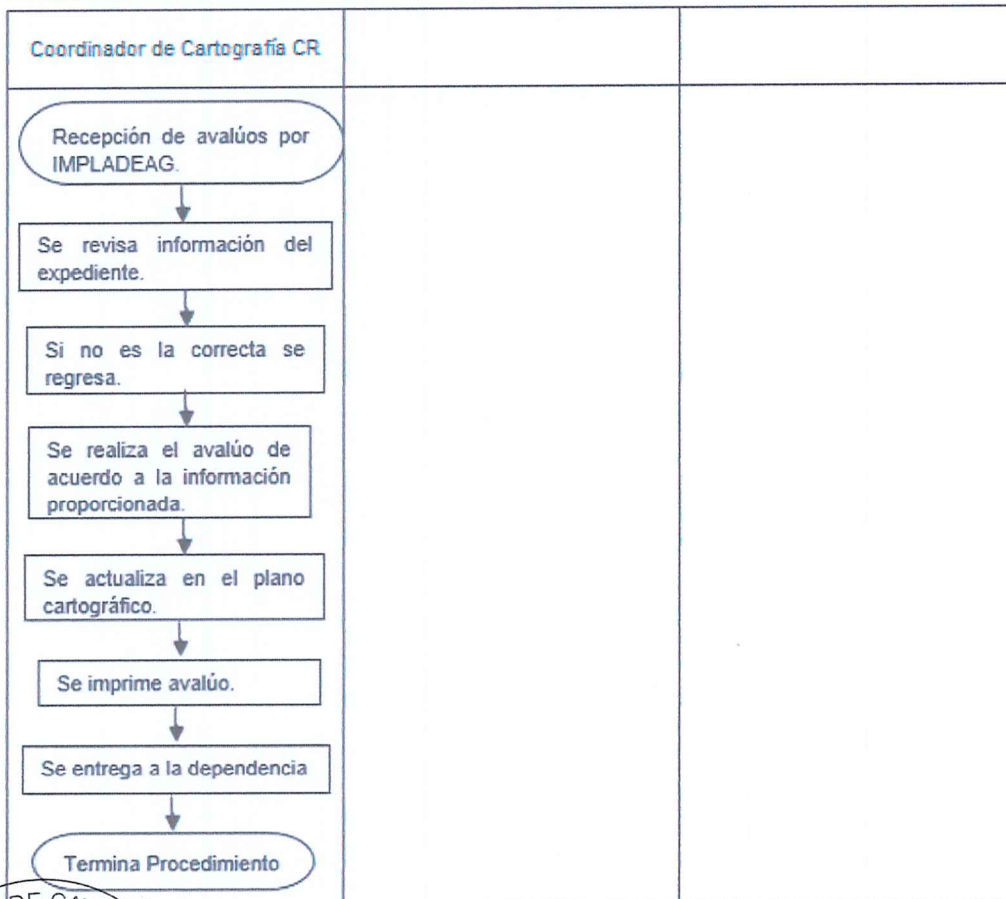 Coordinador de Cartografía CR
Recepción de avalúos por
IMPLADEAG.
Se revisa información del
expediente.
Si no es la correcta se
regresa.
Se realiza el avalúo de
acuerdo a la información
proporcionada.
Se actualiza en el plano
cartográfico.
Se imprime avalúo.
Se entrega a la dependencia
Termina Procedimiento
DE